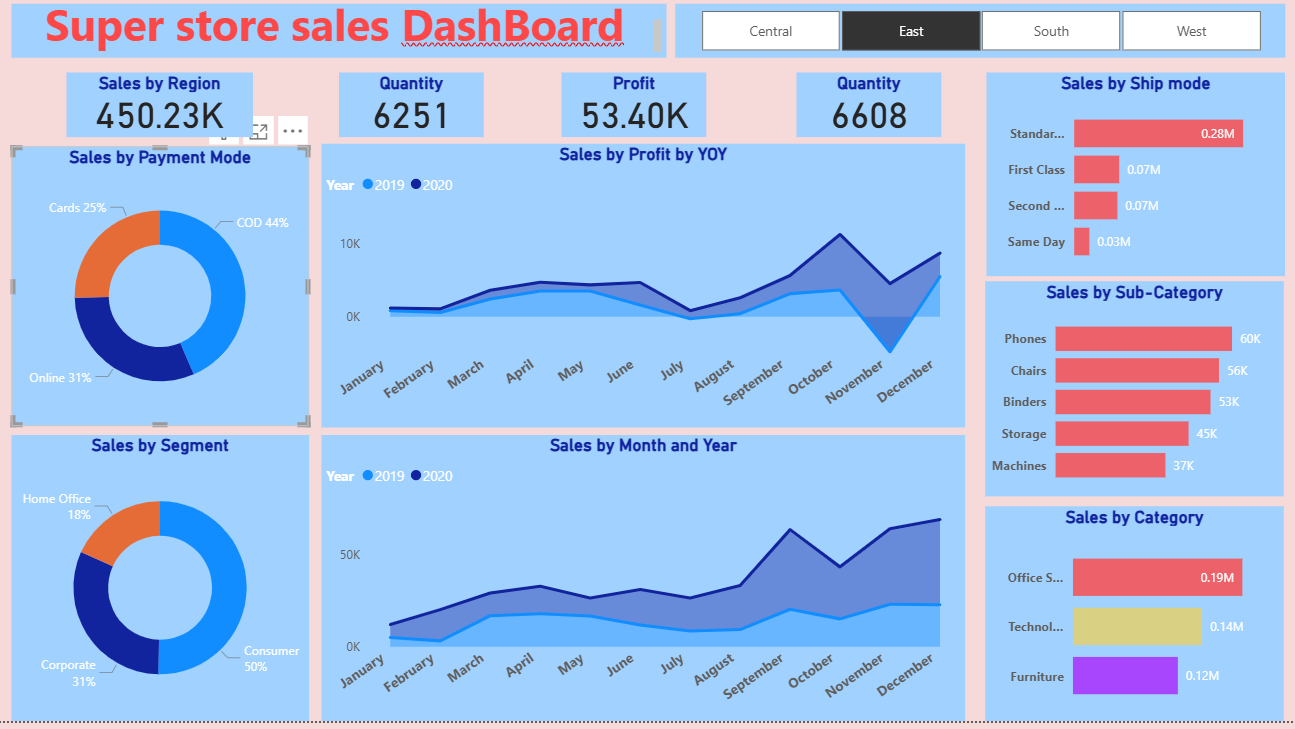 Super store sales DashBoard
Central
East
South
West
Sales by Region
450.23K
Quantity
6251
Profit
53.40K
Quantity
6608
Sales by Payment Mode
Cards 25%
COD 44%
Online 31%
Sales by Profit by YOY
Year 2019 2020
10K
0K
January
February
March
April
May
June
July
August
September
October
November
December
Sales by Ship mode
Standar... 0.28M
First Class 0.07M
Second ... 0.07M
Same Day 0.03M
Sales by Sub-Category
Phones 60K
Chairs 56K
Binders 53K
Storage 45K
Machines 37K
Sales by Segment
Home Office
18%
Consumer
50%
Corporate
31%
Sales by Month and Year
Year 2019 2020
50K
0K
January
February
March
April
May
June
July
August
September
October
November
December
Sales by Category
Office S... 0.19M
Technol... 0.14M
Furniture 0.12M